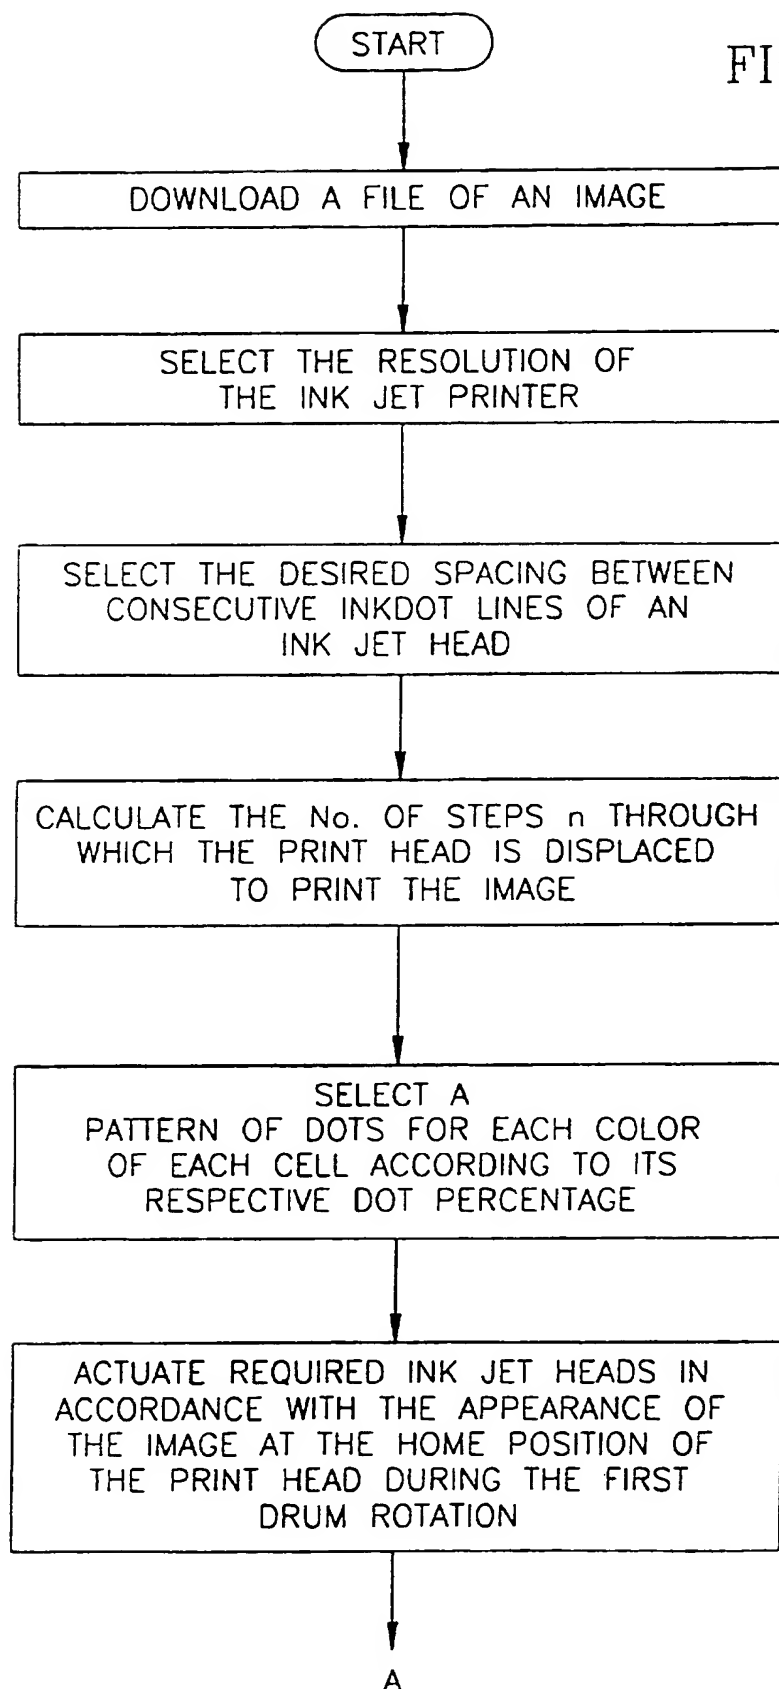 START
FI
DOWNLOAD A FILE OF AN IMAGE
SELECT THE RESOLUTION OF
THE INK JET PRINTER
SELECT THE DESIRED SPACING BETWEEN
CONSECUTIVE INKDOT LINES OF AN
INK JET HEAD
CALCULATE THE No. OF STEPS n THROUGH
WHICH THE PRINT HEAD IS DISPLACED
TO PRINT THE IMAGE
SELECT A
PATTERN OF DOTS FOR EACH COLOR
OF EACH CELL ACCORDING TO ITS
RESPECTIVE DOT PERCENTAGE
ACTUATE REQUIRED INK JET HEADS IN
ACCORDANCE WITH THE APPEARANCE OF
THE IMAGE AT THE HOME POSITION OF
THE PRINT HEAD DURING THE FIRST
DRUM ROTATION
A